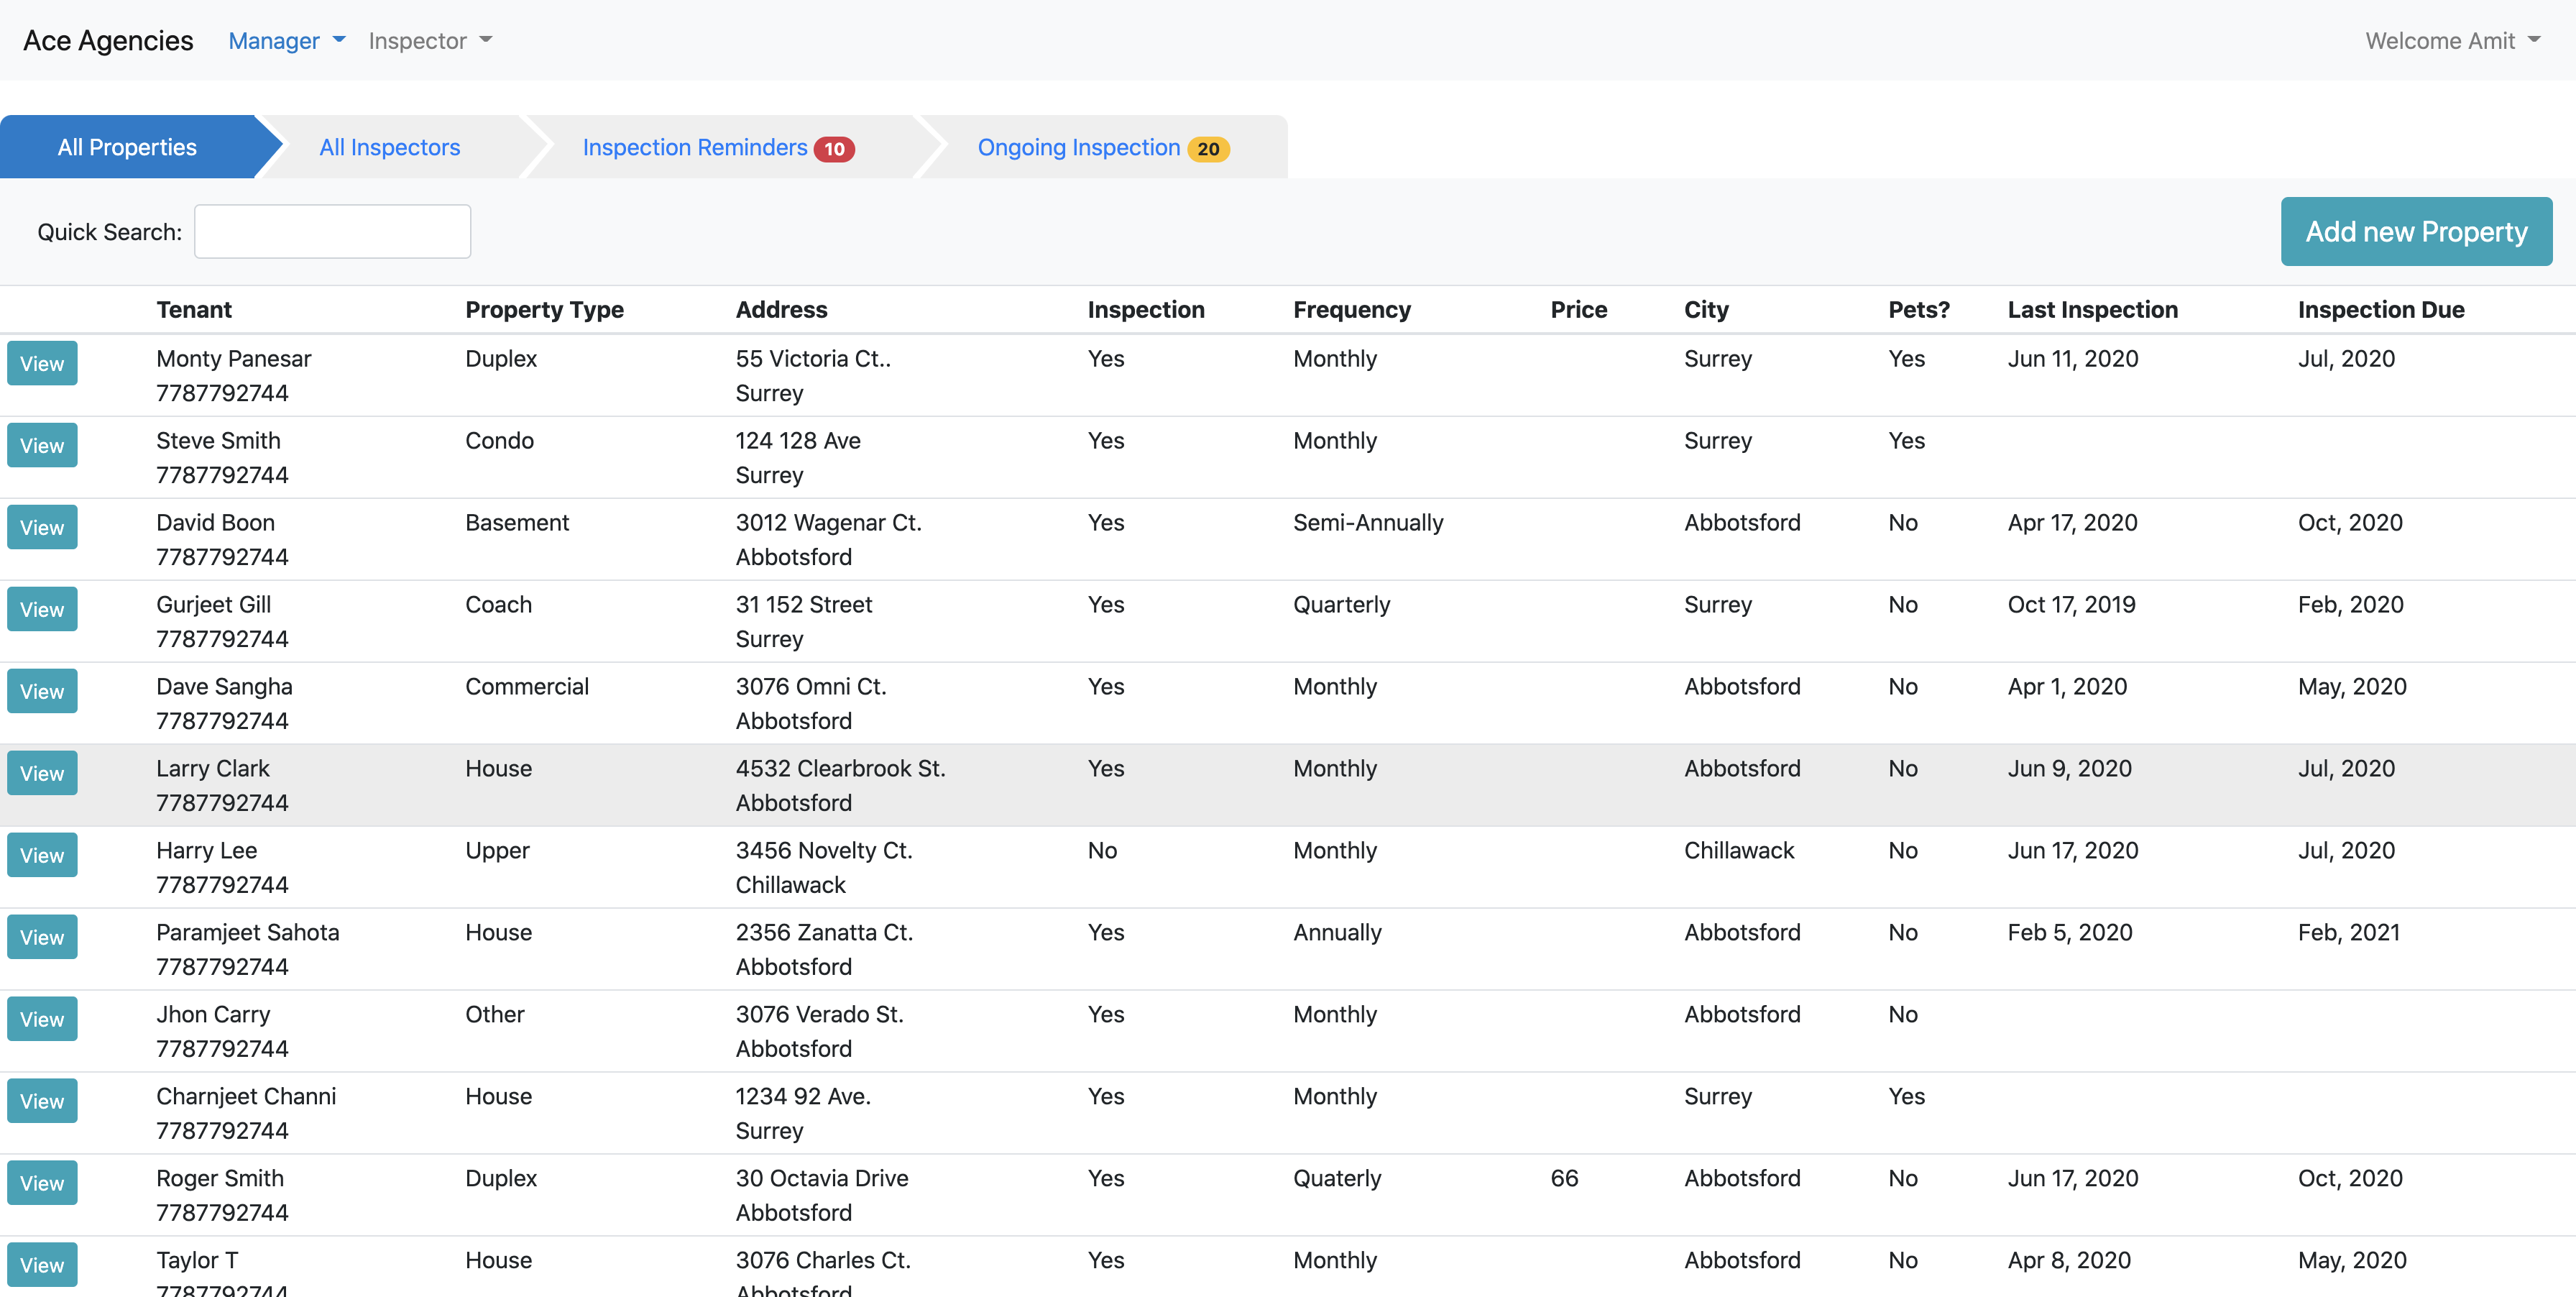 Ace Agencies Manager Inspector Welcome Amit
All Properties All Inspectors Inspection Reminders 10 Ongoing Inspection 20
Quick Search: Add new Property
Tenant Property Type Address Inspection Frequency Price City Pets? Last Inspection Inspection Due
View Monty Panesar Duplex 55 Victoria Ct.. Yes Monthly Surrey Yes Jun 11, 2020 Jul, 2020
7787792744 Surrey
View Steve Smith Condo 124 128 Ave Yes Monthly Surrey Yes
7787792744 Surrey
View David Boon Basement 3012 Wagenar Ct. Yes Semi-Annually Abbotsford No Apr 17, 2020 Oct, 2020
7787792744 Abbotsford
View Gurjeet Gill Coach 31 152 Street Yes Quarterly Surrey No Oct 17, 2019 Feb, 2020
7787792744 Surrey
View Dave Sangha Commercial 3076 Omni Ct. Yes Monthly Abbotsford No Apr 1, 2020 May, 2020
7787792744 Abbotsford
View Larry Clark House 4532 Clearbrook St. Yes Monthly Abbotsford No Jun 9, 2020 Jul, 2020
7787792744 Abbotsford
View Harry Lee Upper 3456 Novelty Ct. No Monthly Chillawack No Jun 17, 2020 Jul, 2020
7787792744 Chillawack
View Paramjeet Sahota House 2356 Zanatta Ct. Yes Annually Abbotsford No Feb 5, 2020 Feb, 2021
7787792744 Abbotsford
View Jhon Carry Other 3076 Verado St. Yes Monthly Abbotsford No
7787792744 Abbotsford
View Charnjeet Channi House 1234 92 Ave. Yes Monthly Surrey Yes
7787792744 Surrey
View Roger Smith Duplex 30 Octavia Drive Yes Quaterly 66 Abbotsford No Jun 17, 2020 Oct, 2020
7787792744 Abbotsford
View Taylor T House 3076 Charles Ct. Yes Monthly Abbotsford No Apr 8, 2020 May, 2020
7787792744 Abbotsford